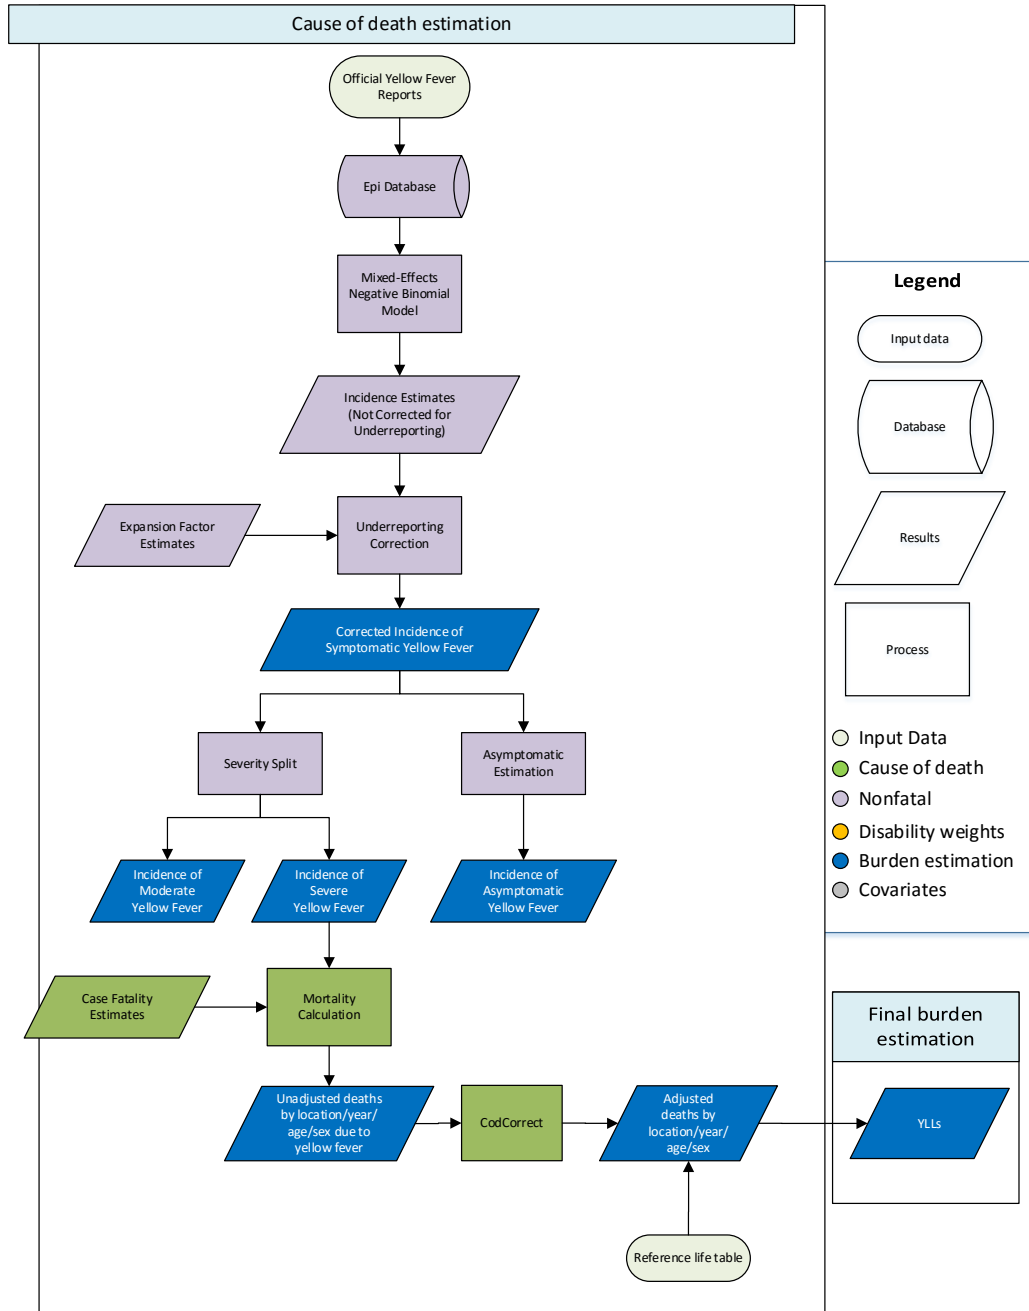 Cause of death estimation
Official Yellow Fever
Reports
Epi Database
Mixed-Effects
Negative Binomial
Model
Incidence Estimates
(Not Corrected for
Underreporting)
Expansion Factor
Estimates
Underreporting
Correction
Corrected Incidence of
Symptomatic Yellow Fever
Severity Split
Asymptomatic
Estimation
Incidence of
Moderate
Yellow Fever
Incidence of
Severe
Yellow Fever
Incidence of
Asymptomatic
Yellow Fever
Case Fatality
Estimates
Mortality
Calculation
Unadjusted deaths
by location/year/
age/sex due to
yellow fever
CodCorrect
Adjusted
deaths by
location/year/
age/sex
Reference life table
Legend
Input data
Database
Results
Process
Input Data
Cause of death
Nonfatal
Disability weights
Burden estimation
Covariates
Final burden
estimation
YLLs